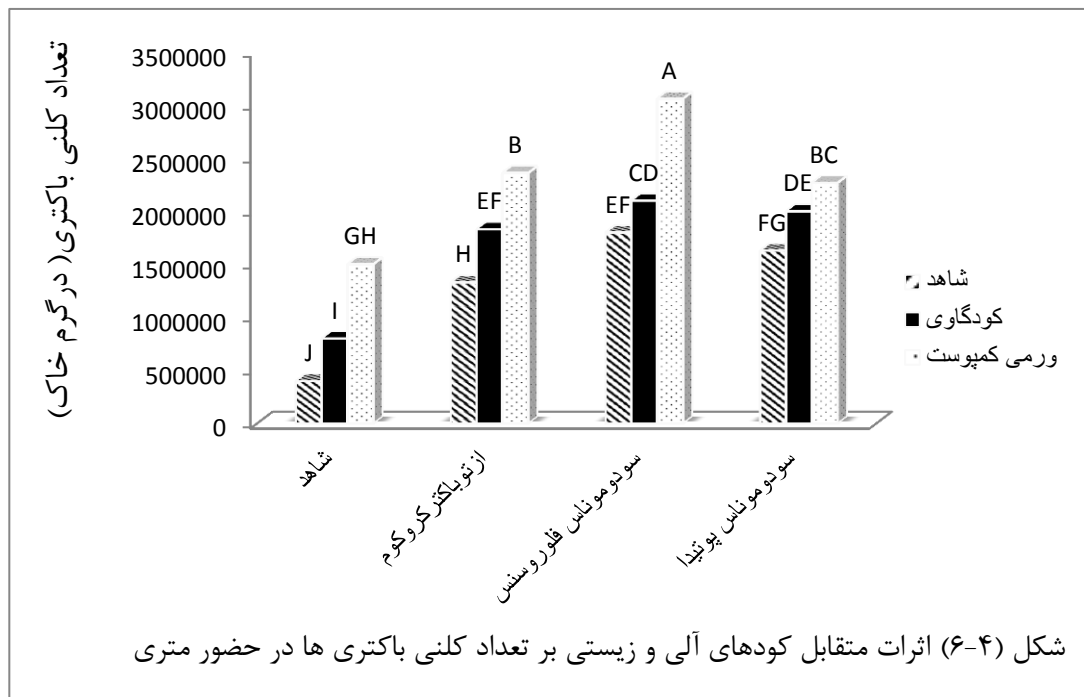 تعداد کلنی باکتری( در گرم خاک)
3500000
3000000
2500000
2000000
1500000
1000000
500000
0
J
I
GH
H
EF
B
EF
CD
A
FG
DE
BC
شاهد
ازتوباکترکروکوم
سودوموناس فلوروسنس
سودوموناس پوتیدا
شاهد
کودگاوی
ورمی کمپوست
شکل (۴-۶) اثرات متقابل کودهای آلی و زیستی بر تعداد کلنی باکتری ها در حضور متری